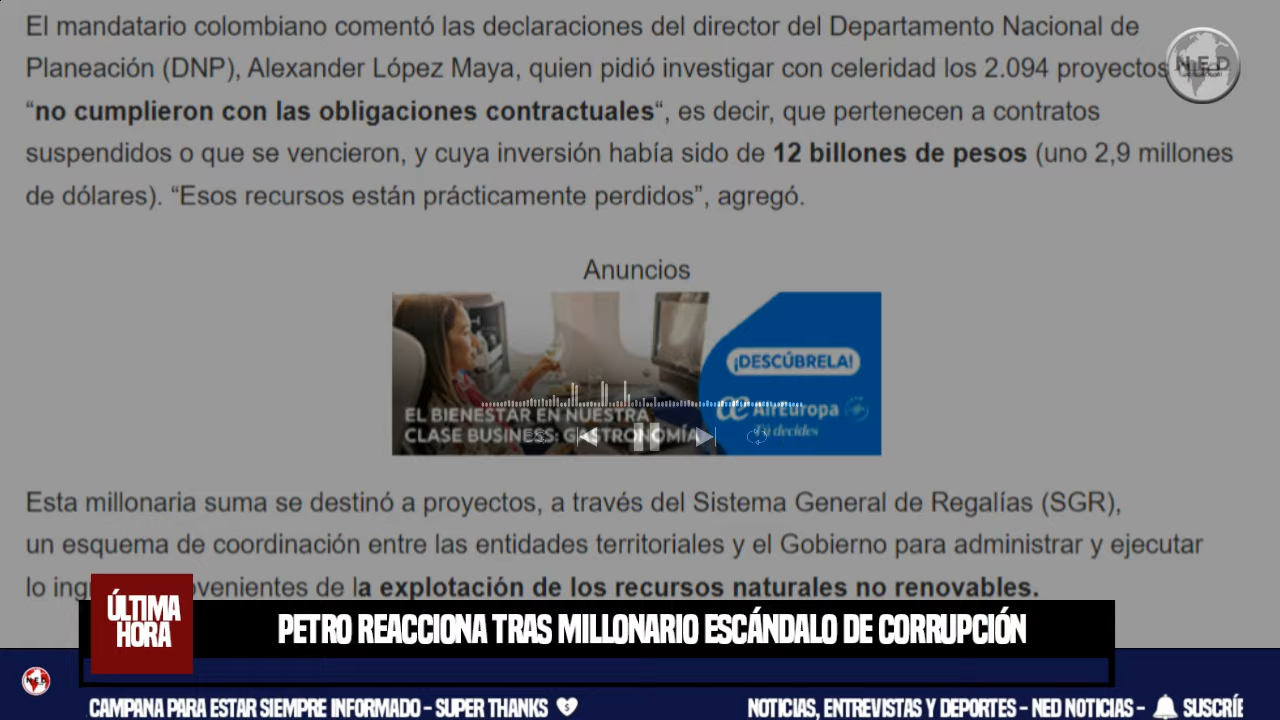 El mandatario colombiano comentó las declaraciones del director del Departamento Nacional de
Planeación (DNP), Alexander López Maya, quien pidió investigar con celeridad los 2.094 proyectos que
“no cumplieron con las obligaciones contractuales“, es decir, que pertenecen a contratos
suspendidos o que se vencieron, y cuya inversión había sido de 12 billones de pesos (uno 2,9 millones
de dólares). “Esos recursos están prácticamente perdidos”, agregó.
NED
Anuncios
¡DESCÚBRELA!
EL BIENESTAR EN NUESTRA
CLASE BUSINESS: GASTRONOMÍA
AirEuropa
Tú decides
Esta millonaria suma se destinó a proyectos, a través del Sistema General de Regalías (SGR),
un esquema de coordinación entre las entidades territoriales y el Gobierno para administrar y ejecutar
lo ing venientes de la explotación de los recursos naturales no renovables.
ÚLTIMA
HORA
PETRO REACCIONA TRAS MILLONARIO ESCÁNDALO DE CORRUPCIÓN
NED
CAMPANA PARA ESTAR SIEMPRE INFORMADO - SUPER THANKS
NOTICIAS, ENTREVISTAS Y DEPORTES - NED NOTICIAS - SUSCRÍE